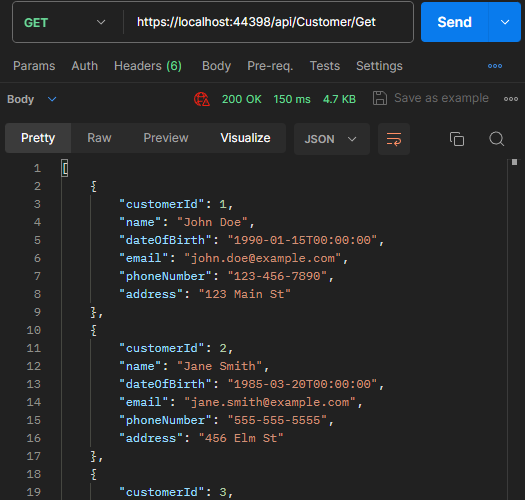 GET https://localhost:44398/api/Customer/Get Send
Params Auth Headers (6) Body Pre-req. Tests Settings
Body 200 OK 150 ms 4.7 KB Save as example
Pretty Raw Preview Visualize JSON
1 [
2 {
3 "customerId": 1,
4 "name": "John Doe",
5 "dateOfBirth": "1990-01-15T00:00:00",
6 "email": "john.doe@example.com",
7 "phoneNumber": "123-456-7890",
8 "address": "123 Main St"
9 },
10 {
11 "customerId": 2,
12 "name": "Jane Smith",
13 "dateOfBirth": "1985-03-20T00:00:00",
14 "email": "jane.smith@example.com",
15 "phoneNumber": "555-555-5555",
16 "address": "456 Elm St"
17 },
18 {
19 "customerId": 3,